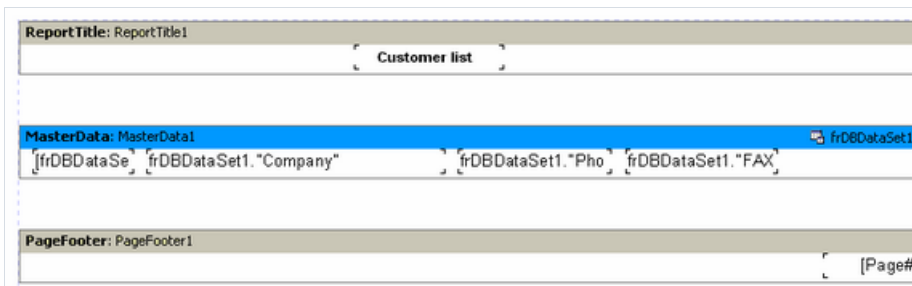 ReportTitle: ReportTitle1
Customer list
MasterData: MasterData1 frDBDataSet1
[frDBDataSe frDBDataSet1."Company" frDBDataSet1."Pho frDBDataSet1."FAX
PageFooter: PageFooter1
[Page#